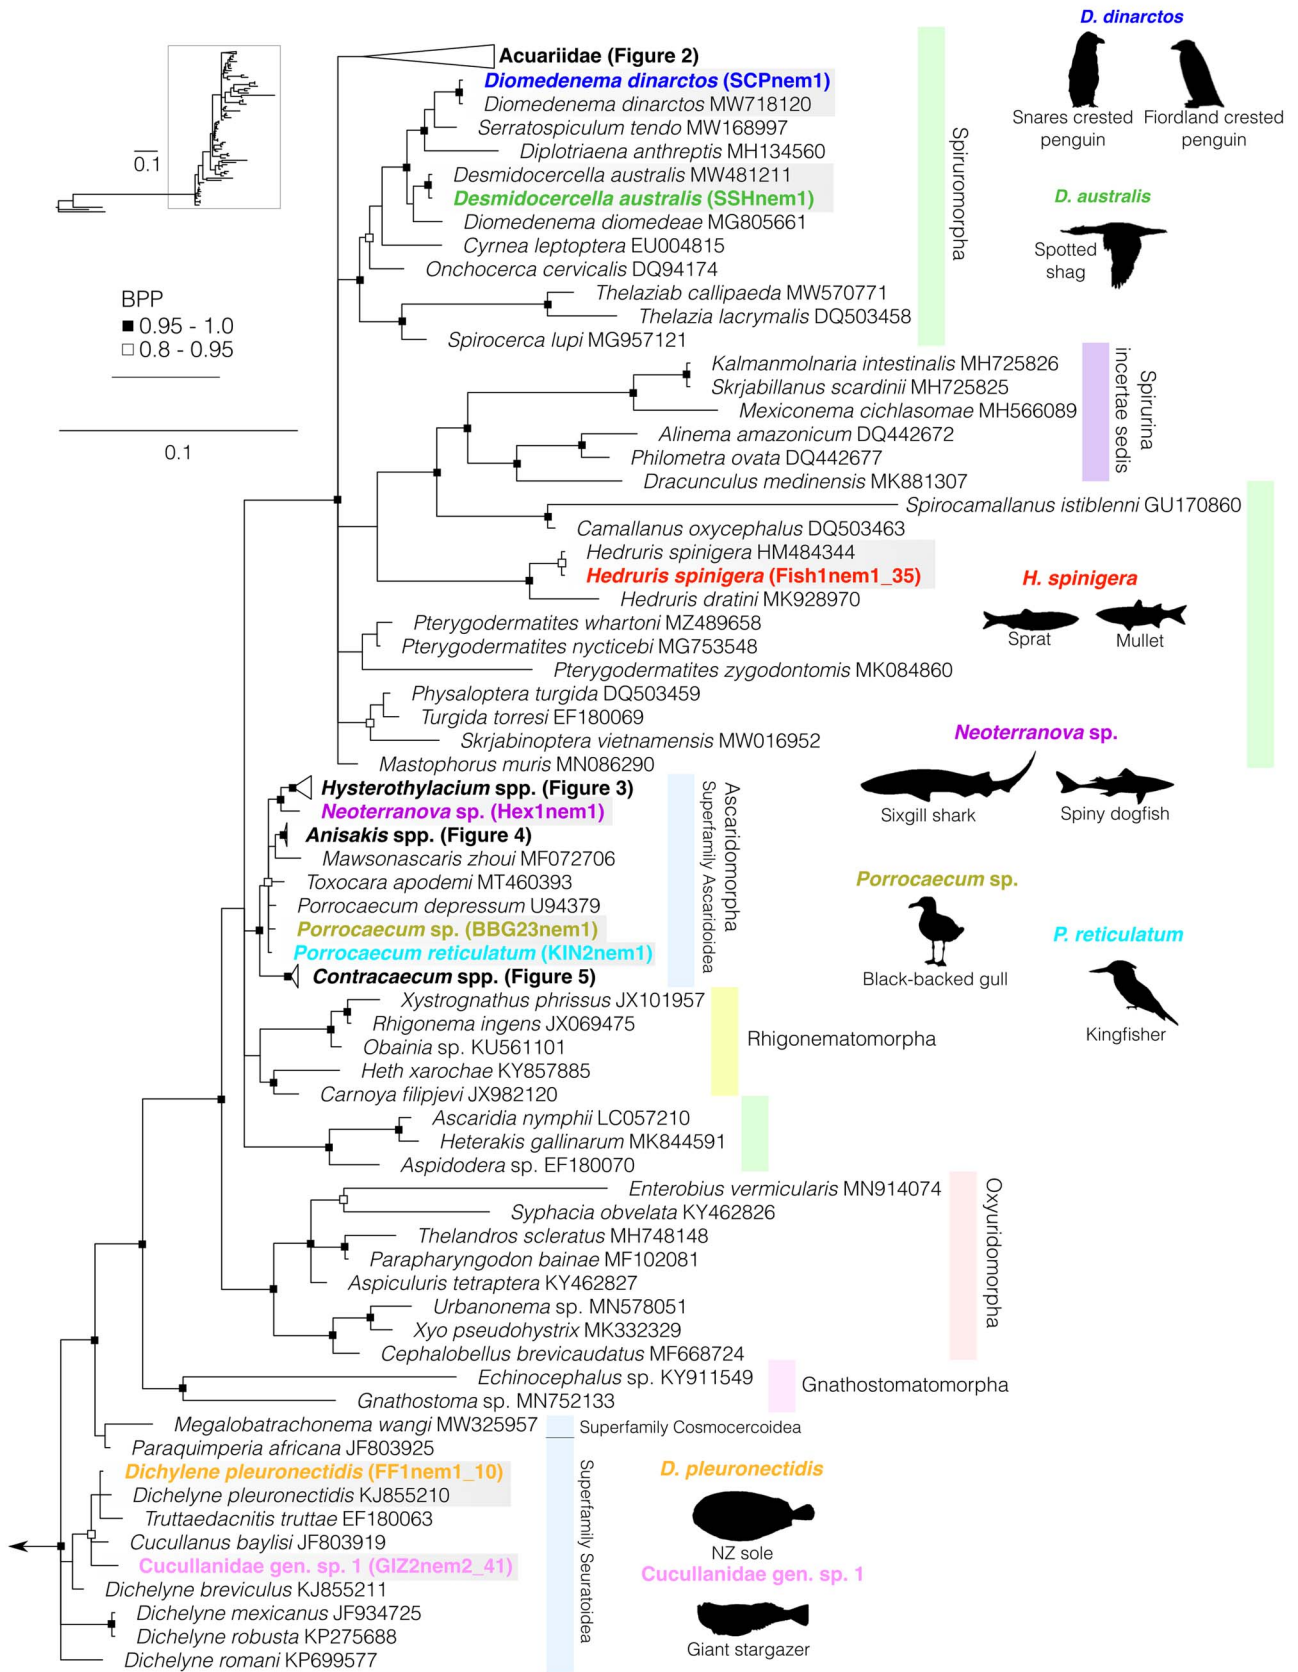 D. dinarctos
Snares crested
penguin
Fiordland crested
penguin
D. australis
Spotted
shag
0.1
BPP
0.95 - 1.0
0.8 - 0.95
0.1
Acuariidae (Figure 2)
Diomedenema dinarctos (SCPnem1)
Diomedenema dinarctos MW718120
Serratospiculum tendo MW168997
Diplotriaena anthreptis MH134560
Desmidocercella australis MW481211
Desmidocercella australis (SSHnem1)
Diomedenema diomedeae MG805661
Cyrnea leptoptera EU004815
Onchocerca cervicalis DQ94174
Thelaziab callipaeda MW570771
Thelazia lacrymalis DQ503458
Spirocerca lupi MG957121
Spiruromorpha
Kalmanmolnaria intestinalis MH725826
Skrjabillanus scardinii MH725825
Mexiconema cichlasomae MH566089
Alinema amazonicum DQ442672
Philometra ovata DQ442677
Dracunculus medinensis MK881307
Spirurina
incertae sedis
Spirocamallanus istiblenni GU170860
Camallanus oxycephalus DQ503463
Hedruris spinigera HM484344
Hedruris spinigera (Fish1nem1_35)
Hedruris dratini MK928970
Pterygodermatites whartoni MZ489658
Pterygodermatites nycticebi MG753548
Pterygodermatites zygodontomis MK084860
Physaloptera turgida DQ503459
Turgida torresi EF180069
Skrjabinoptera vietnamensis MW016952
Mastophorus muris MN086290
H. spinigera
Sprat
Mullet
Neoterranova sp.
Sixgill shark
Spiny dogfish
Hysterothylacium spp. (Figure 3)
Neoterranova sp. (Hex1nem1)
Anisakis spp. (Figure 4)
Mawsonascaris zhoui MF072706
Toxocara apodemi MT460393
Porrocaecum depressum U94379
Porrocaecum sp. (BBG23nem1)
Porrocaecum reticulatum (KIN2nem1)
Contracaecum spp. (Figure 5)
Ascaridomorpha
Superfamily Ascaridoidea
Porrocaecum sp.
Black-backed gull
P. reticulatum
Kingfisher
Xystrognathus phrissus JX101957
Rhigonema ingens JX069475
Obainia sp. KU561101
Heth xarochae KY857885
Carnoya filipjevi JX982120
Rhigonematomorpha
Ascaridia nymphii LC057210
Heterakis gallinarum MK844591
Aspidodera sp. EF180070
Enterobius vermicularis MN914074
Syphacia obvelata KY462826
Thelandros scleratus MH748148
Parapharyngodon bainae MF102081
Aspiculuris tetraptera KY462827
Urbanonema sp. MN578051
Xyo pseudohystrix MK332329
Cephalobellus brevicaudatus MF668724
Oxyuridomorpha
Echinocephalus sp. KY911549
Gnathostoma sp. MN752133
Gnathostomatomorpha
Megalobatrachonema wangi MW325957
Paraquimperia africana JF803925
Superfamily Cosmocercoidea
Dichylene pleuronectidis (FF1nem1_10)
Dichelyne pleuronectidis KJ855210
Truttaedacnitis truttae EF180063
Cucullanus baylisi JF803919
Cucullanidae gen. sp. 1 (GIZ2nem2_41)
Dichelyne breviculus KJ855211
Dichelyne mexicanus JF934725
Dichelyne robusta KP275688
Dichelyne romani KP699577
Superfamily Seuratoidea
D. pleuronectidis
NZ sole
Cucullanidae gen. sp. 1
Giant stargazer